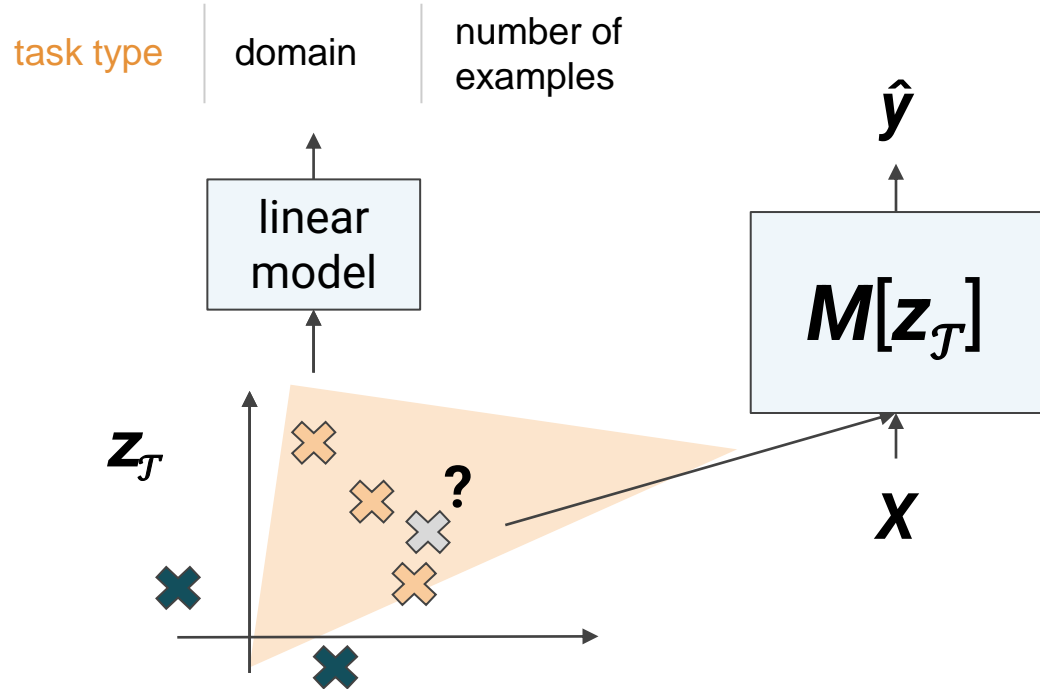 task type
domain
number of
examples
ŷ
linear
model
M[z𝒯]
z𝒯
?
X